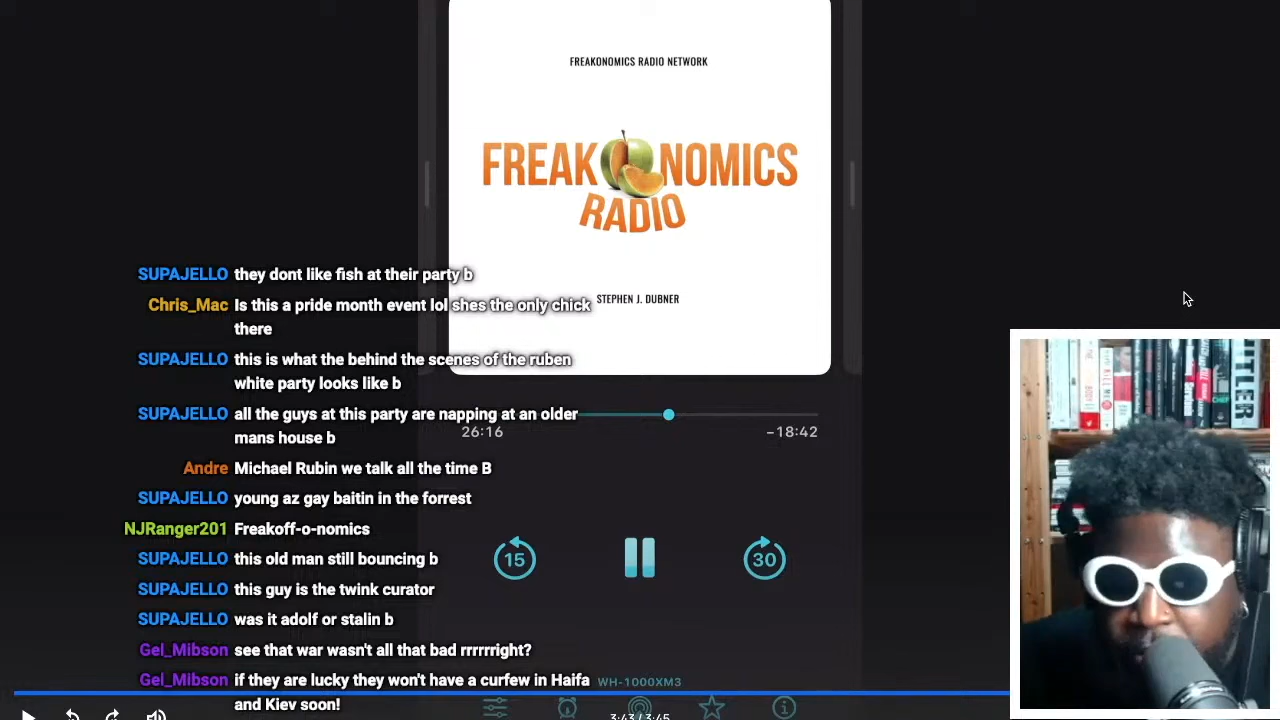 FREAKONOMICS RADIO NETWORK
FREAKONOMICS
RADIO
STEPHEN J. DUBNER
SUPAJELLO they dont like fish at their party b
Chris_Mac Is this a pride month event lol shes the only chick
there
SUPAJELLO this is what the behind the scenes of the ruben
white party looks like b
SUPAJELLO all the guys at this party are napping at an older
mans house b
26:16
-18:42
Andre Michael Rubin we talk all the time B
SUPAJELLO young az gay baitin in the forrest
NJRanger201 Freakoff-o-nomics
SUPAJELLO this old man still bouncing b
15
30
SUPAJELLO this guy is the twink curator
SUPAJELLO was it adolf or stalin b
Gel_Mibson see that war wasn't all that bad rrrrrright?
Gel_Mibson if they are lucky they won't have a curfew in Haifa
and Kiev soon!
WH-1000XM3
3:43 / 3:45
HITLER